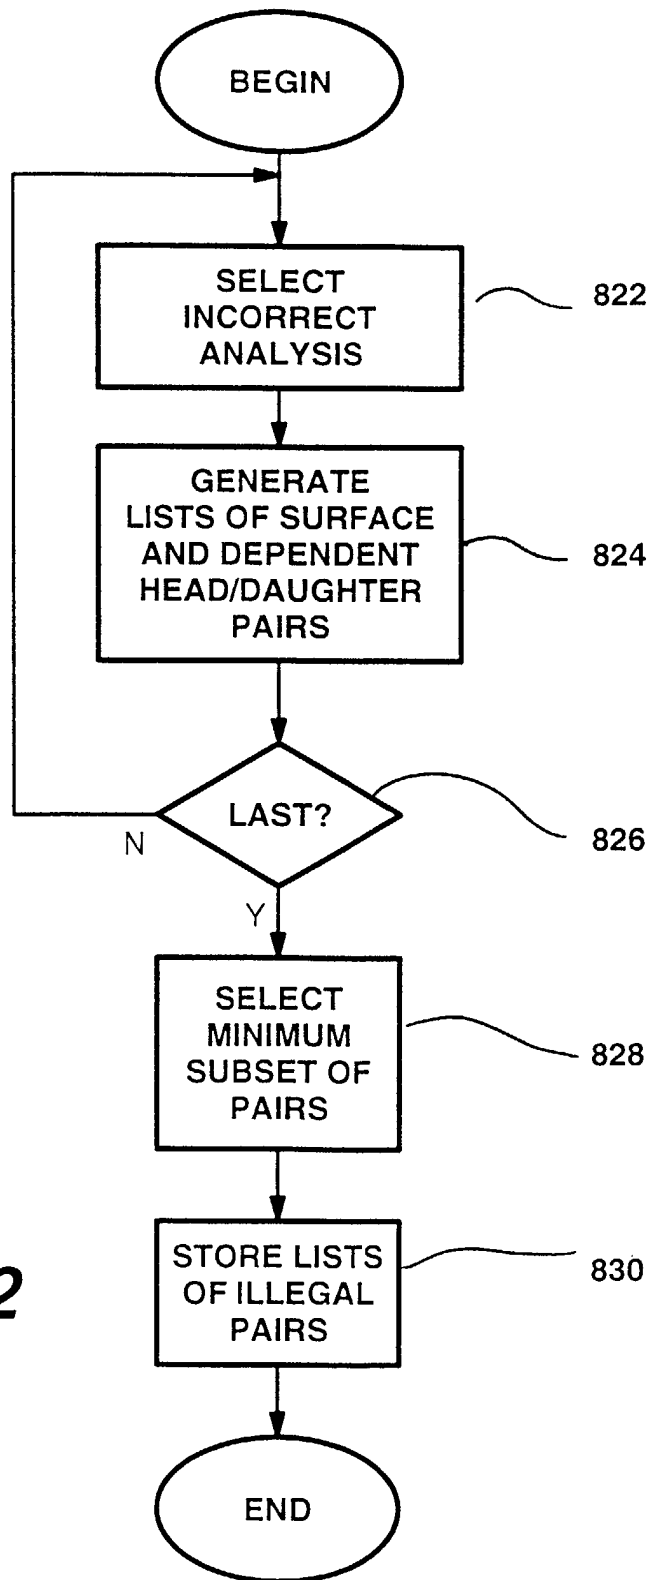 BEGIN
SELECT
INCORRECT
ANALYSIS
822
GENERATE
LISTS OF SURFACE
AND DEPENDENT
HEAD/DAUGHTER
PAIRS
824
LAST?
826
N
Y
SELECT
MINIMUM
SUBSET OF
PAIRS
828
STORE LISTS
OF ILLEGAL
PAIRS
830
2
END